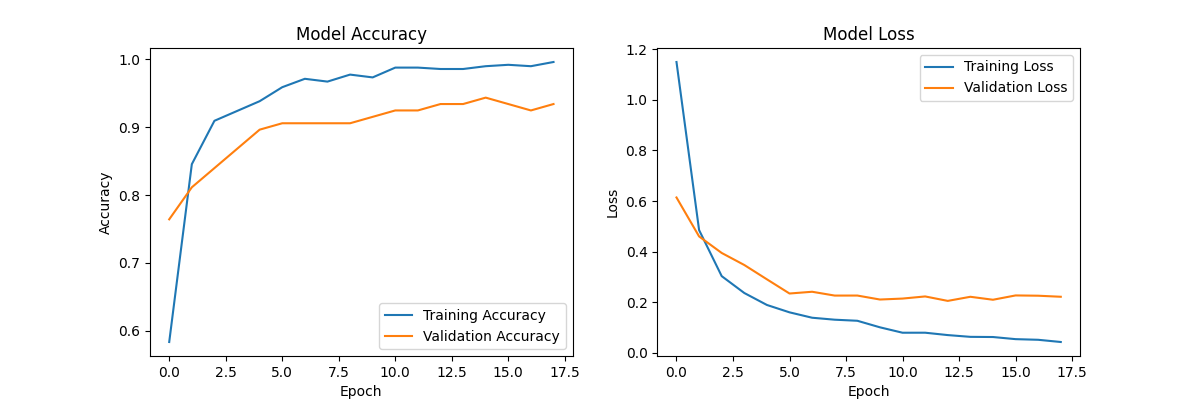 Model Accuracy
1.0
0.9
0.8
0.7
0.6
Accuracy
Training Accuracy
Validation Accuracy
0.0 2.5 5.0 7.5 10.0 12.5 15.0 17.5
Epoch
Model Loss
1.2
1.0
0.8
0.6
0.4
0.2
0.0
Loss
Training Loss
Validation Loss
0.0 2.5 5.0 7.5 10.0 12.5 15.0 17.5
Epoch